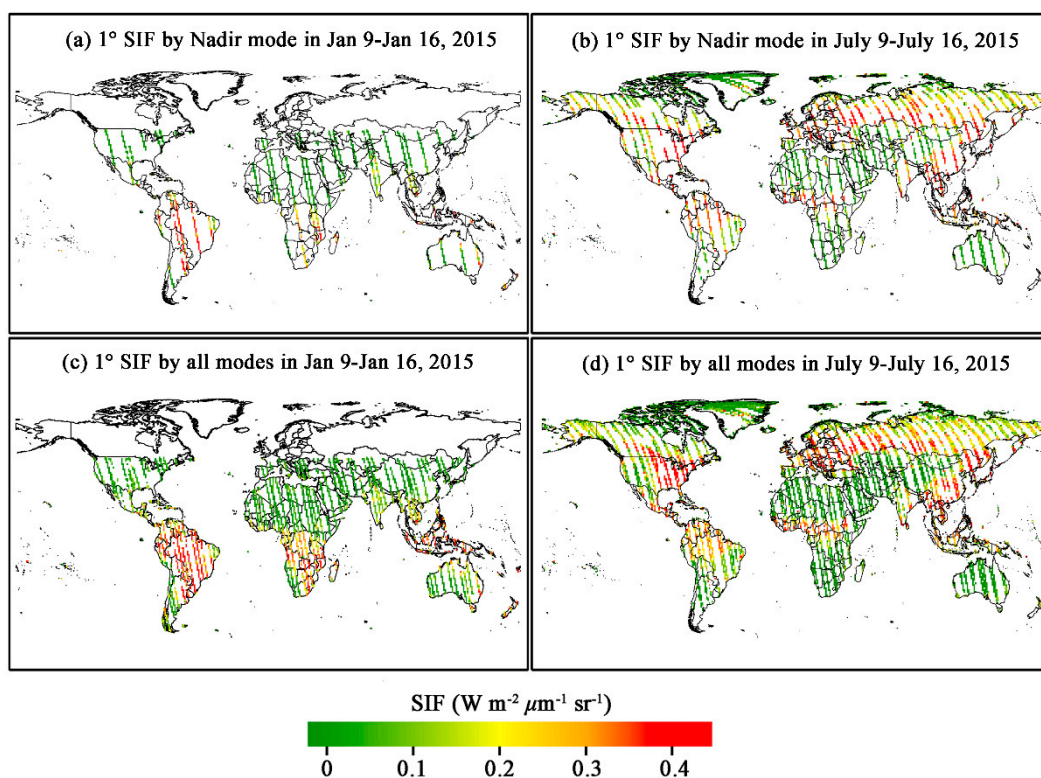 (a) 1° SIF by Nadir mode in Jan 9-Jan 16, 2015
(b) 1° SIF by Nadir mode in July 9-July 16, 2015
(c) 1° SIF by all modes in Jan 9-Jan 16, 2015
(d) 1° SIF by all modes in July 9-July 16, 2015
SIF (W m⁻² μm⁻¹ sr⁻¹)
0 0.1 0.2 0.3 0.4